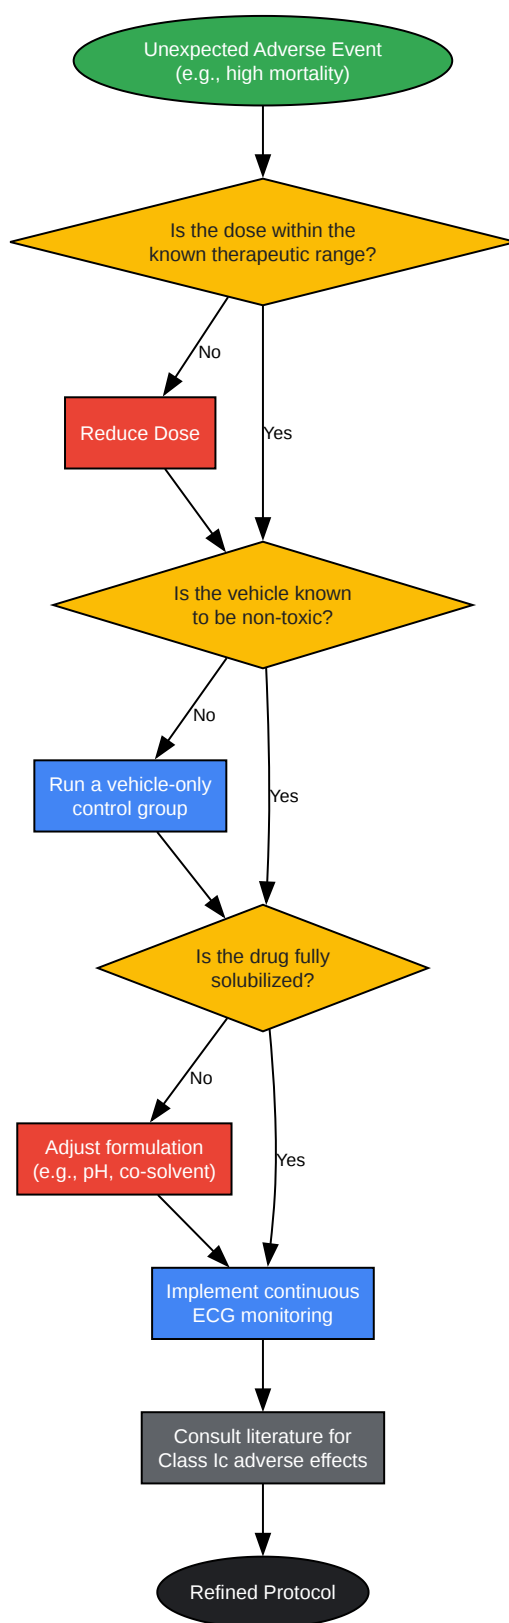 Unexpected Adverse Event
(e.g., high mortality)
Is the dose within the
known therapeutic range?
No
Reduce Dose
Yes
Is the vehicle known
to be non-toxic?
No
Run a vehicle-only
control group
Yes
Is the drug fully
solubilized?
No
Adjust formulation
(e.g., pH, co-solvent)
Yes
Implement continuous
ECG monitoring
Consult literature for
Class Ic adverse effects
Refined Protocol